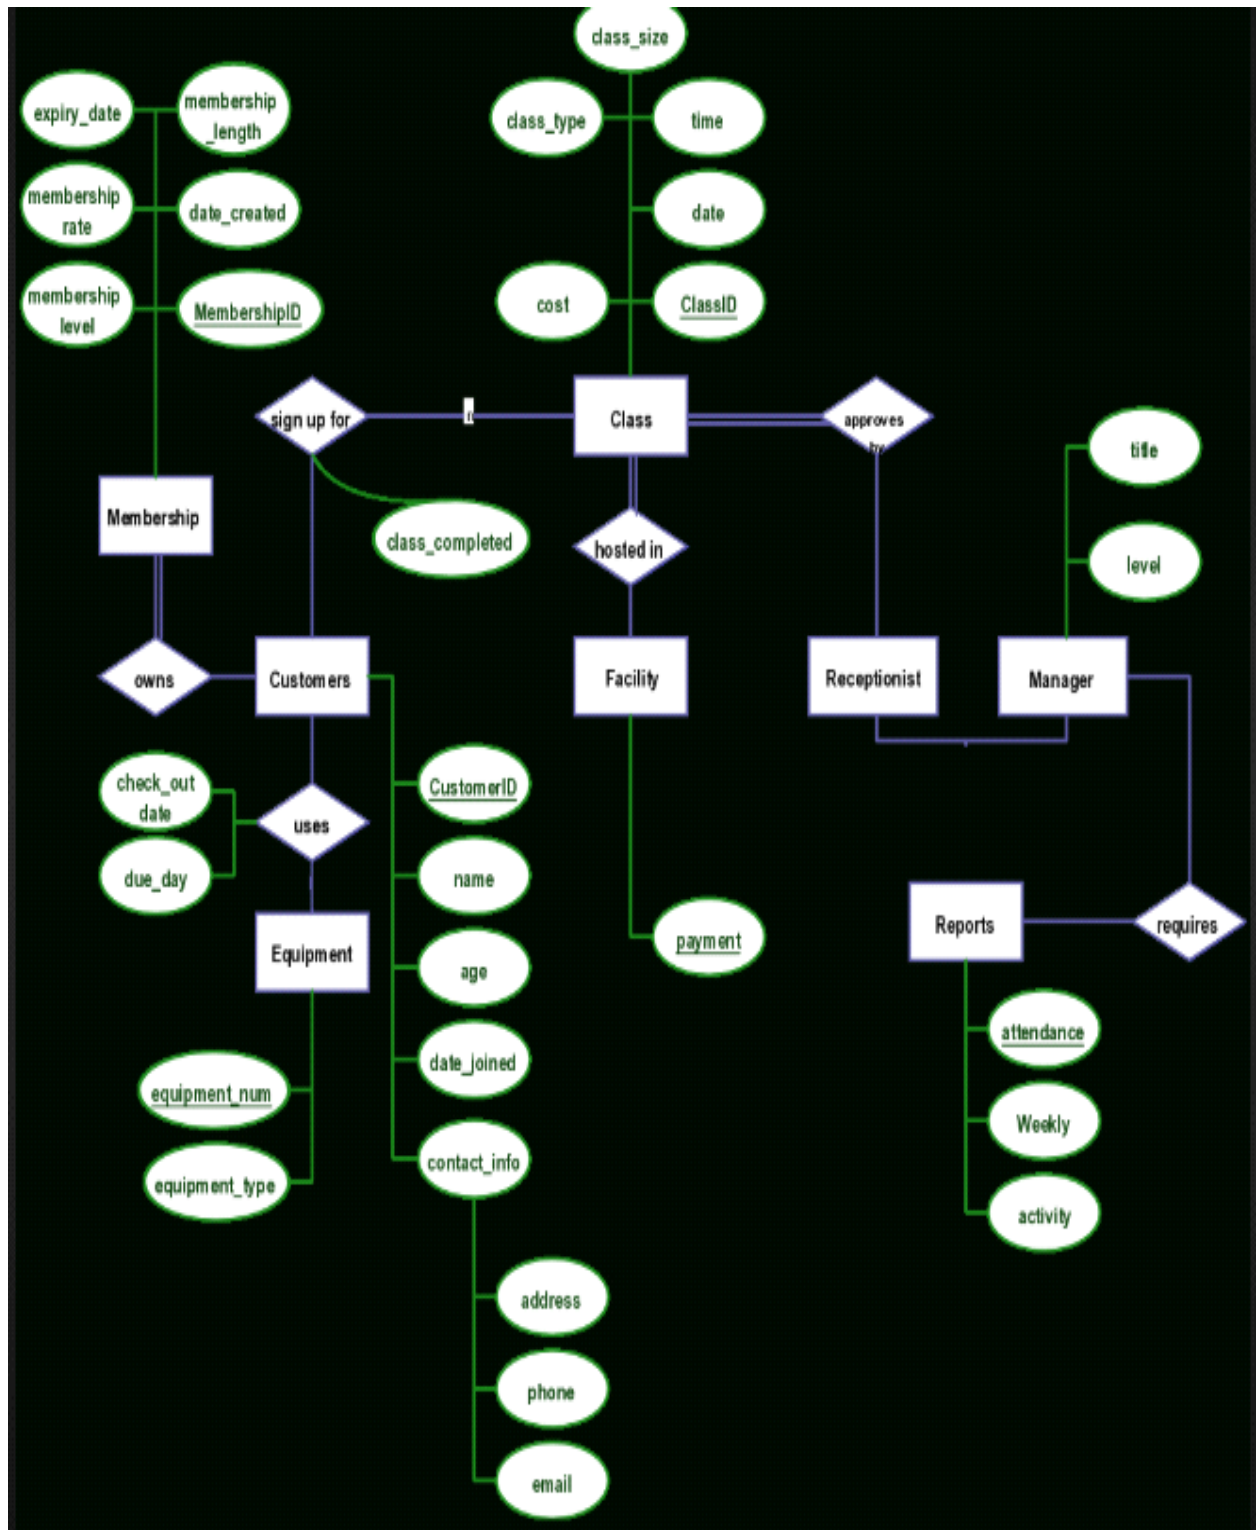 class_size
expiry_date
membership
_length
class_type
time
membership
rate
date_created
date
membership
level
MembershipID
cost
ClassID
sign up for
Class
approves
by
title
Membership
class_completed
hosted in
level
owns
Customers
Facility
Receptionist
Manager
check_out
date
CustomerID
uses
due_day
name
Equipment
payment
Reports
requires
age
attendance
date_joined
equipment_num
Weekly
contact_info
equipment_type
activity
address
phone
email